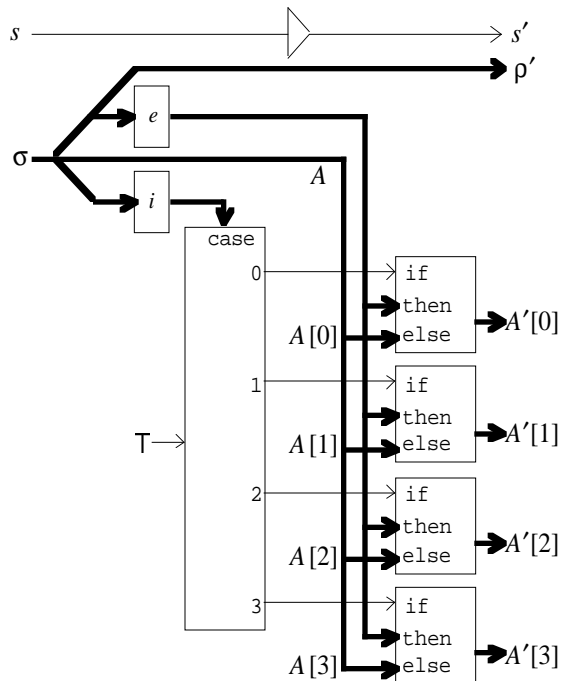 s s′
ρ′
e
σ
A
i
case
0 if
then
A[0] else A′[0]
1 if
then
A[1] else A′[1]
T
2 if
then
A[2] else A′[2]
3 if
then
A[3] else A′[3]